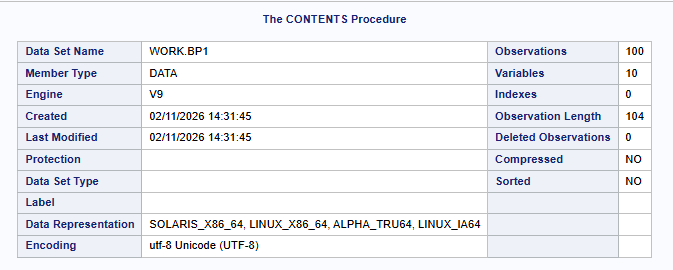 The CONTENTS Procedure
Data Set Name WORK.BP1 Observations 100
Member Type DATA Variables 10
Engine V9 Indexes 0
Created 02/11/2026 14:31:45 Observation Length 104
Last Modified 02/11/2026 14:31:45 Deleted Observations 0
Protection Compressed NO
Data Set Type Sorted NO
Label
Data Representation SOLARIS_X86_64, LINUX_X86_64, ALPHA_TRU64, LINUX_IA64
Encoding utf-8 Unicode (UTF-8)